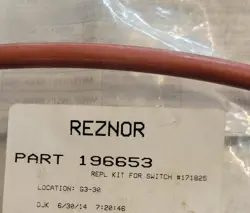 REZNOR
PART 196653
REPL KIT FOR SWITCH #171825
LOCATION: G3-30
DJK 6/30/14 7:20:46